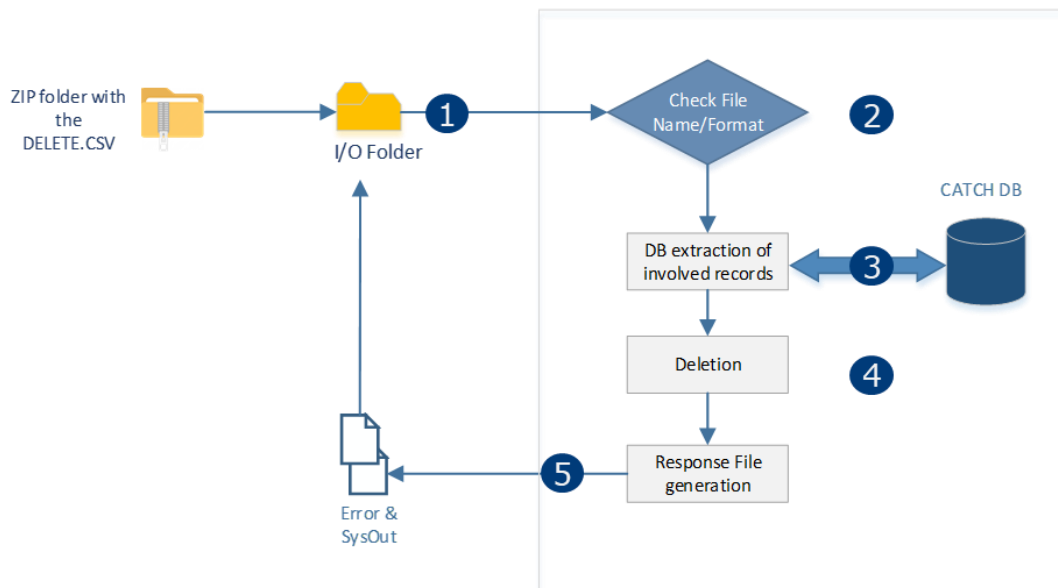 ZIP folder with
the
DELETE.CSV
I/O Folder
1
Check File
Name/Format
2
CATCH DB
DB extraction of
involved records
3
Deletion
4
Response File
generation
5
Error &
SysOut